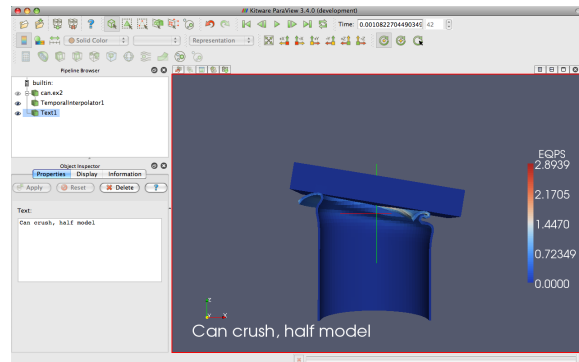 Kitware ParaView 3.4.0 (development)
Time: 0.0010822704490349 42
Solid Color
Representation
Pipeline Browser
builtin:
can.ex2
TemporalInterpolator1
Text1
Object Inspector
Properties Display Information
Apply Reset Delete ?
Text:
Can crush, half model
EQPS
2.8939
2.1705
1.4470
0.72349
0.0000
Can crush, half model